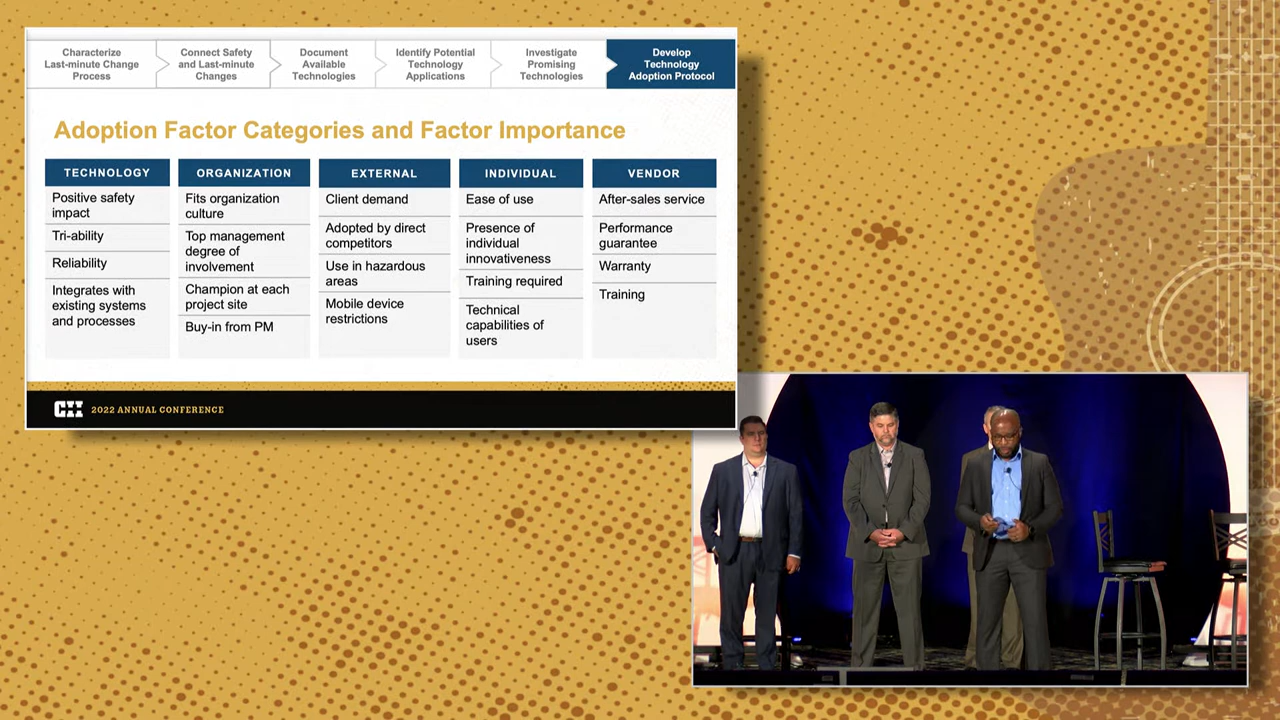 Characterize
Last-minute Change
Process
Connect Safety
and Last-minute
Changes
Document
Available
Technologies
Identify Potential
Technology
Applications
Investigate
Promising
Technologies
Develop
Technology
Adoption Protocol
Adoption Factor Categories and Factor Importance
TECHNOLOGY
Positive safety
impact
Tri-ability
Reliability
Integrates with
existing systems
and processes
ORGANIZATION
Fits organization
culture
Top management
degree of
involvement
Champion at each
project site
Buy-in from PM
EXTERNAL
Client demand
Adopted by direct
competitors
Use in hazardous
areas
Mobile device
restrictions
INDIVIDUAL
Ease of use
Presence of
individual
innovativeness
Training required
Technical
capabilities of
users
VENDOR
After-sales service
Performance
guarantee
Warranty
Training
CII 2022 ANNUAL CONFERENCE